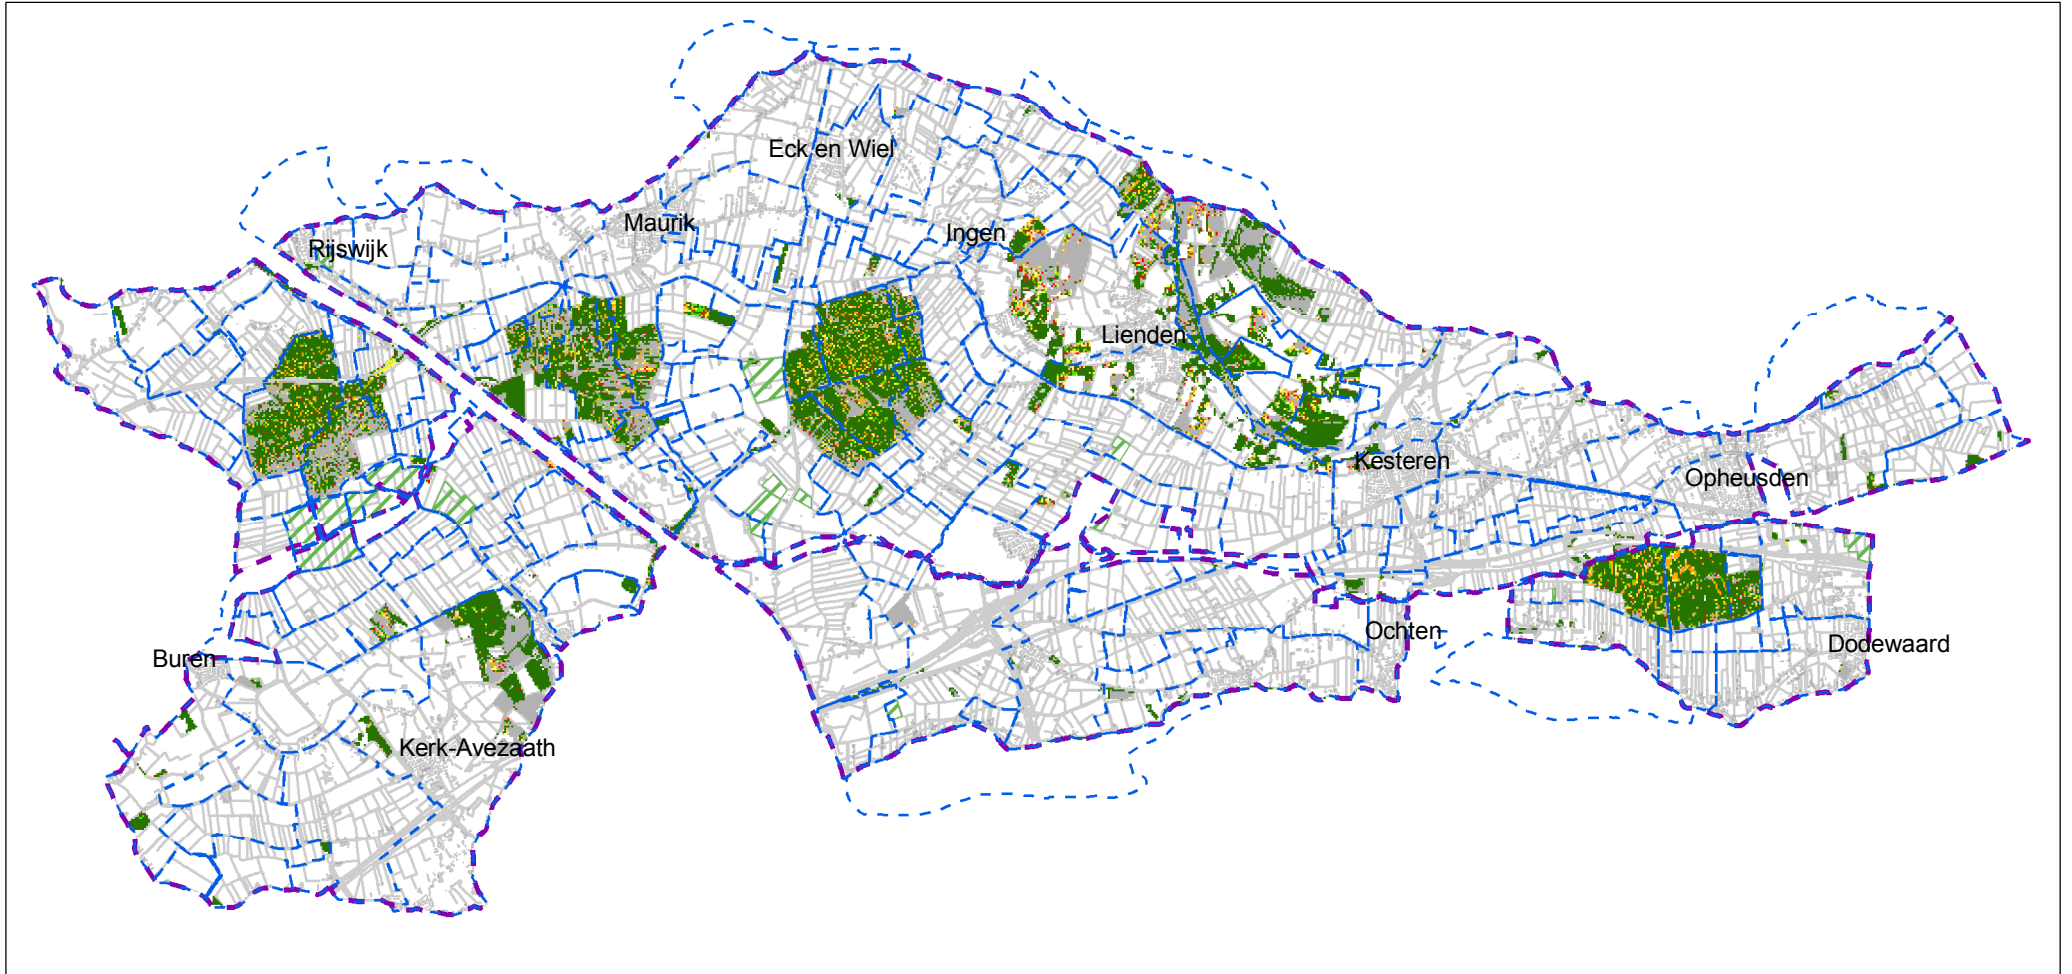 Eck en Wiel
Maurik
Ingen
Rijswijk
Lienden
Kesteren
Opheusden
Ochten
Dodewaard
Buren
Kerk-Avezaath